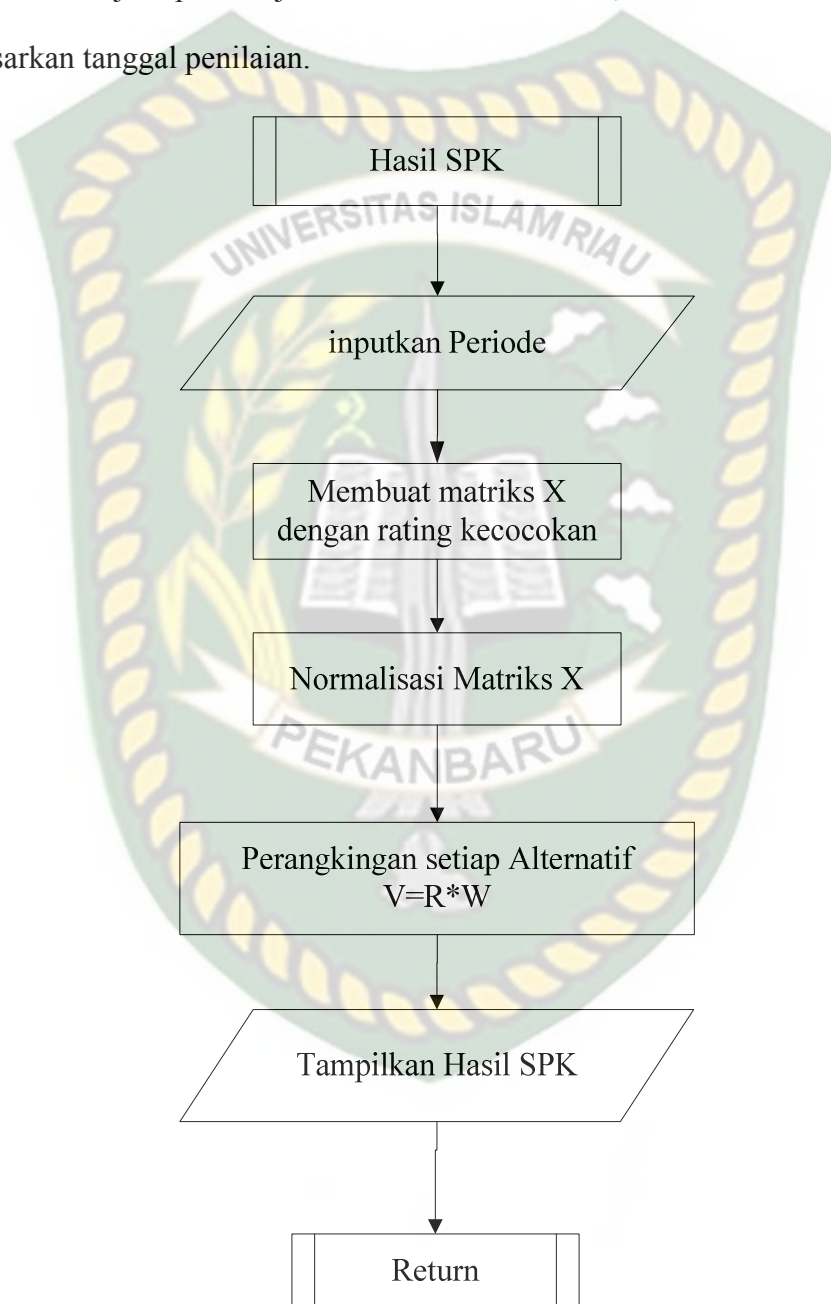 sarkan tanggal penilaian.
Hasil SPK
UNIVERSITAS ISLAM RIAU
inputkan Periode
Membuat matriks X
dengan rating kecocokan
Normalisasi Matriks X
PEKANBARU
Perangkingan setiap Alternatif
V=R*W
Tampilkan Hasil SPK
Return